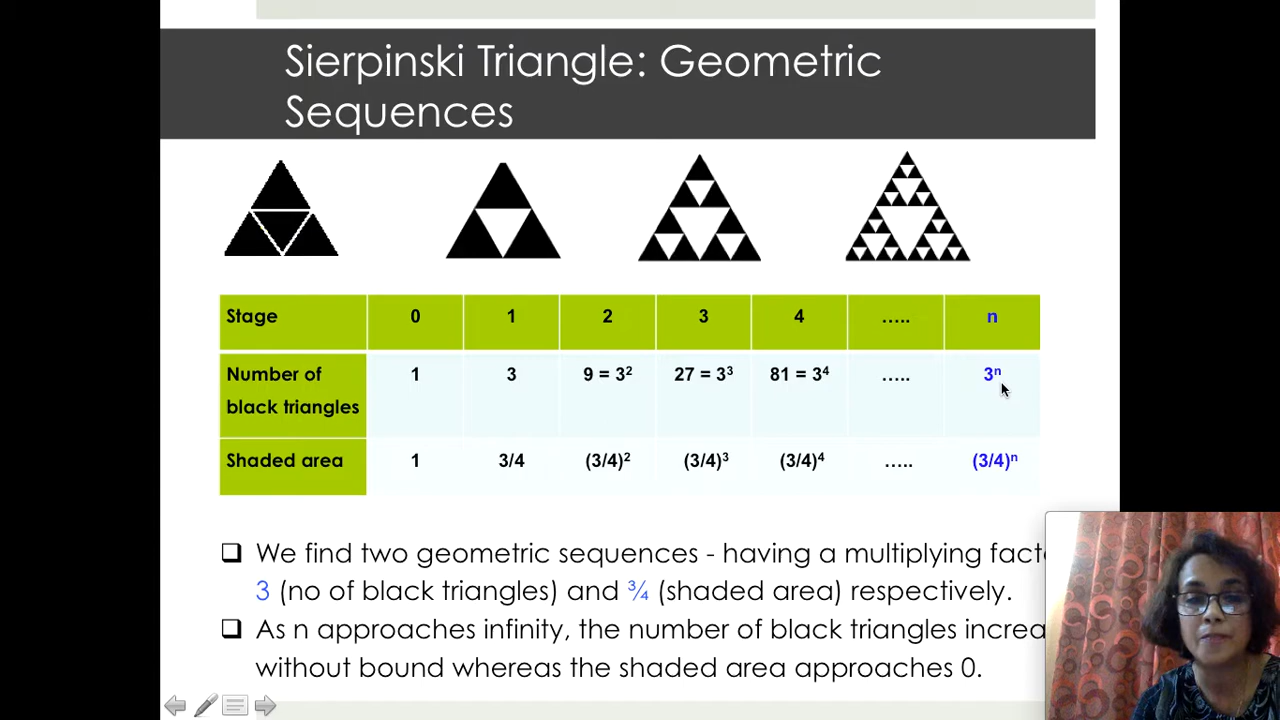 Sierpinski Triangle: Geometric
Sequences
Stage 0 1 2 3 4 ..... n
Number of black triangles 1 3 9 = 3² 27 = 3³ 81 = 3⁴ ..... 3ⁿ
Shaded area 1 3/4 (3/4)² (3/4)³ (3/4)⁴ ..... (3/4)ⁿ
❑ We find two geometric sequences - having a multiplying
3 (no of black triangles) and ¾ (shaded area) respectively.
❑ As n approaches infinity, the number of black triangles
without bound whereas the shaded area approaches 0.